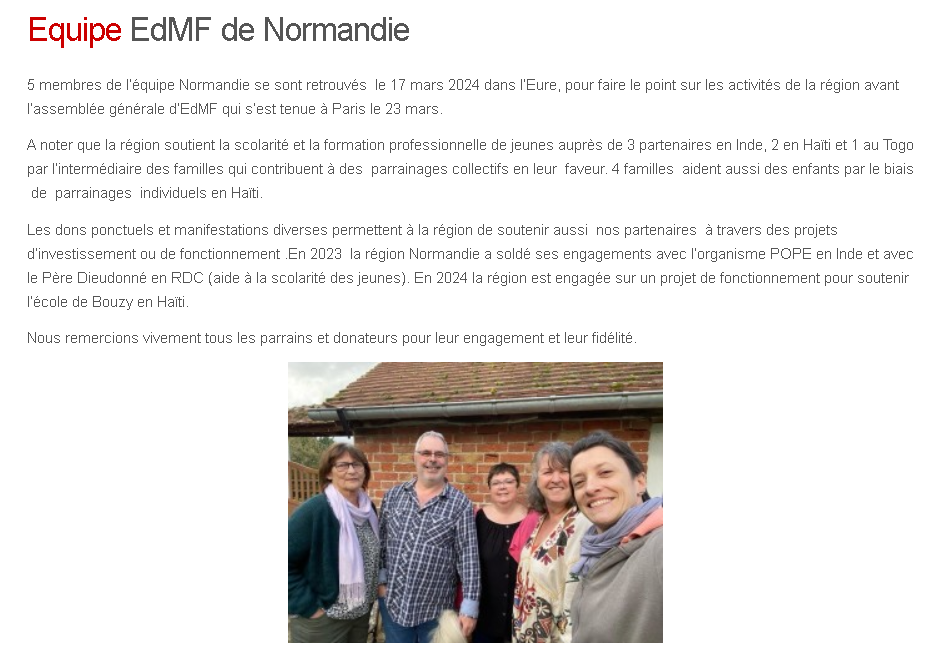 Equipe EdMF de Normandie
5 membres de l'équipe Normandie se sont retrouvés  le 17 mars 2024 dans l'Eure, pour faire le point sur les activités de la région avant
l'assemblée générale d'EdMF qui s'est tenue à Paris le 23 mars.
A noter que la région soutient la scolarité et la formation professionnelle de jeunes auprès de 3 partenaires en Inde, 2 en Haïti et 1 au Togo
par l'intermédiaire des familles qui contribuent à des  parrainages collectifs en leur  faveur. 4 familles  aident aussi des enfants par le biais
de  parrainages  individuels en Haïti.
Les dons ponctuels et manifestations diverses permettent à la région de soutenir aussi  nos partenaires  à travers des projets
d'investissement ou de fonctionnement .En 2023  la région Normandie a soldé ses engagements avec l'organisme POPE en Inde et avec
le Père Dieudonné en RDC (aide à la scolarité des jeunes). En 2024 la région est engagée sur un projet de fonctionnement pour soutenir
l'école de Bouzy en Haïti.
Nous remercions vivement tous les parrains et donateurs pour leur engagement et leur fidélité.